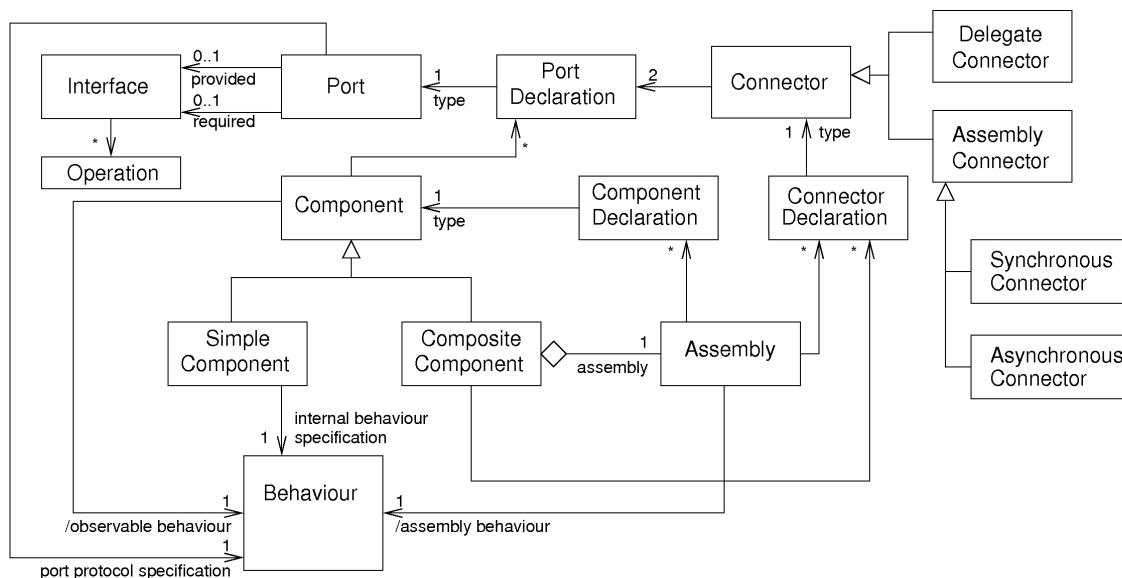 Delegate
Connector
0..1
provided
Interface
Port
1
type
Port
Declaration
2
Connector
0..1
required
1
type
Assembly
Connector
*
Operation
*
Component
1
type
Component
Declaration
Connector
Declaration
*
*
*
Synchronous
Connector
Simple
Component
Composite
Component
1
assembly
Assembly
Asynchronous
Connector
internal behaviour
specification
1
Behaviour
1
/observable behaviour
1
/assembly behaviour
1
port protocol specification